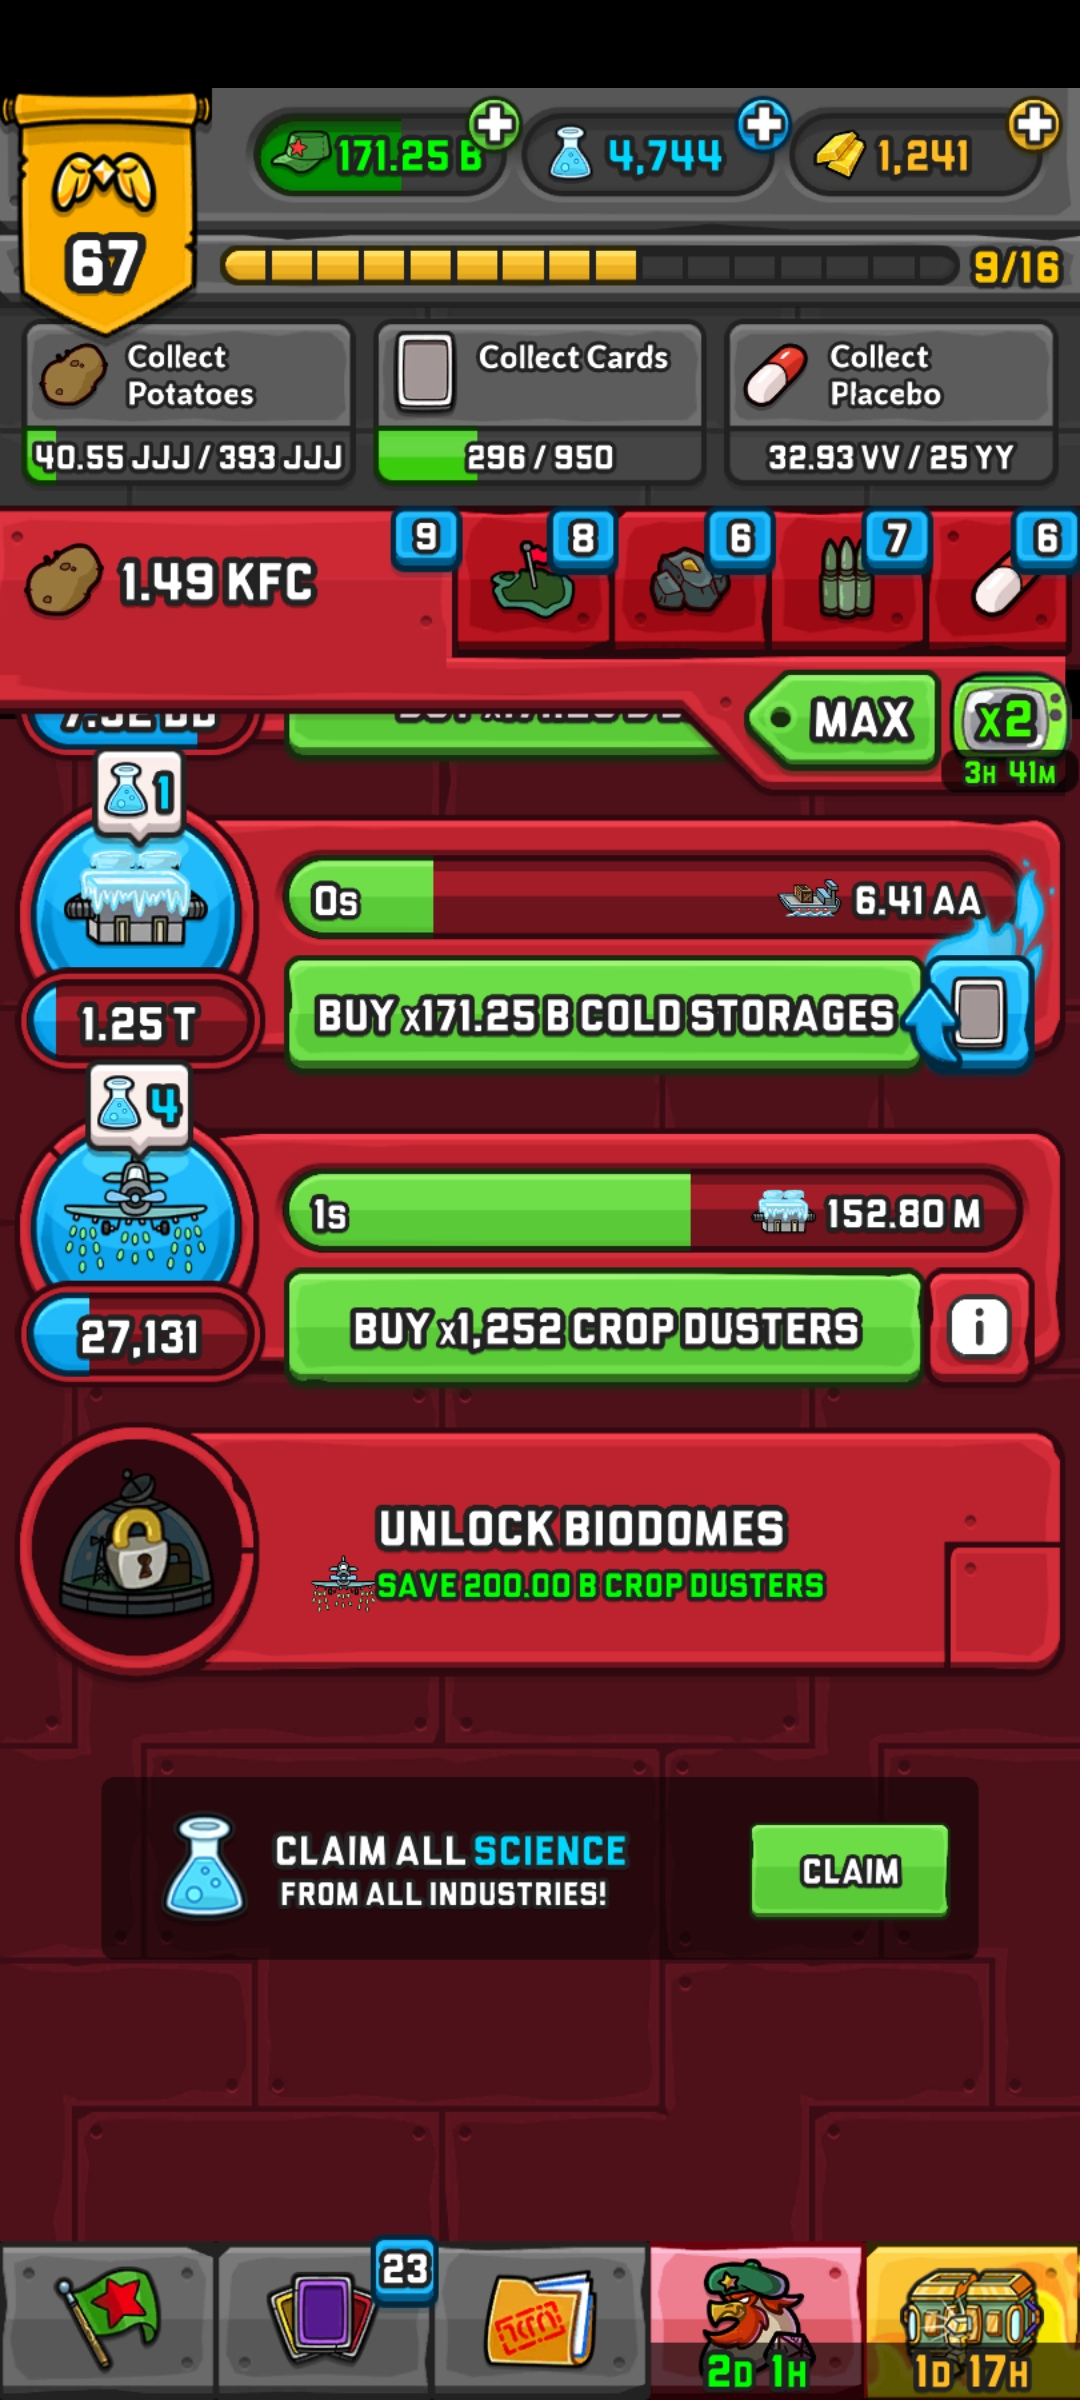 171.25 B
4,744
1,241
67
9/16
Collect
Potatoes
40.55 JJJ / 393 JJJ
Collect Cards
296 / 950
Collect
Placebo
32.93 VV / 25 YY
1.49 KFC
9
8
6
7
6
MAX
x2
3H 41M
1
0s
6.41 AA
1.25 T
BUY x171.25 B COLD STORAGES
4
1s
152.80 M
27,131
BUY x1,252 CROP DUSTERS
i
UNLOCK BIODOMES
SAVE 200.00 B CROP DUSTERS
CLAIM ALL SCIENCE
FROM ALL INDUSTRIES!
CLAIM
23
2D 1H
1D 17H